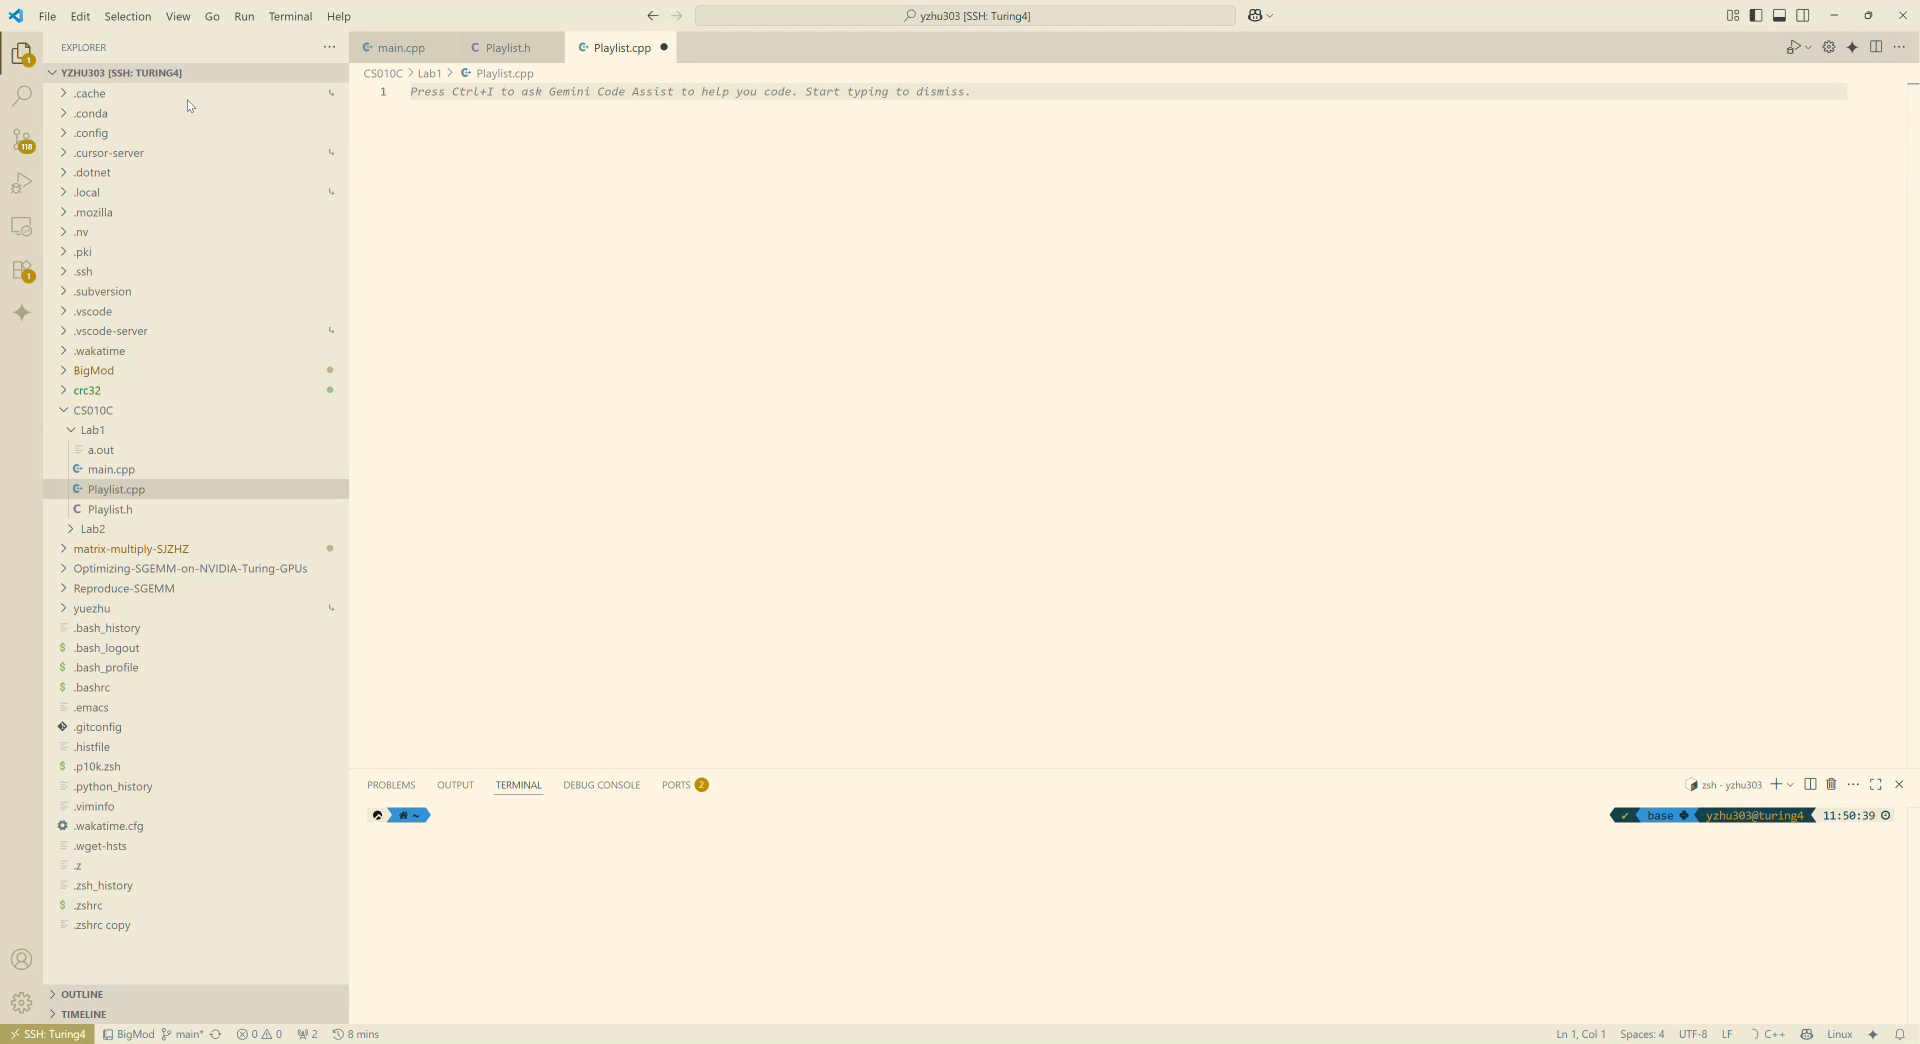 File Edit Selection View Go Run Terminal Help
yzhu303 [SSH: Turing4]
EXPLORER
main.cpp
Playlist.h
Playlist.cpp
YZHU303 [SSH: TURING4]
CS010C > Lab1 > Playlist.cpp
1 Press Ctrl+I to ask Gemini Code Assist to help you code. Start typing to dismiss.
1
118
1
.cache
.conda
.config
.cursor-server
.dotnet
.local
.mozilla
.nv
.pki
.ssh
.subversion
.vscode
.vscode-server
.wakatime
BigMod
crc32
CS010C
Lab1
a.out
main.cpp
Playlist.cpp
Playlist.h
Lab2
matrix-multiply-SJZHZ
Optimizing-SGEMM-on-NVIDIA-Turing-GPUs
Reproduce-SGEMM
yuezhu
.bash_history
$ .bash_logout
$ .bash_profile
$ .bashrc
.emacs
.gitconfig
.histfile
$ .p10k.zsh
.python_history
.viminfo
.wakatime.cfg
.wget-hsts
.z
.zsh_history
$ .zshrc
.zshrc copy
OUTLINE
TIMELINE
PROBLEMS OUTPUT TERMINAL DEBUG CONSOLE PORTS 2
zsh - yzhu303
~
✔ base yzhu303@turing4 11:50:39
SSH: Turing4 BigMod main* 0 0 2 8 mins
Ln 1, Col 1 Spaces: 4 UTF-8 LF C++ Linux